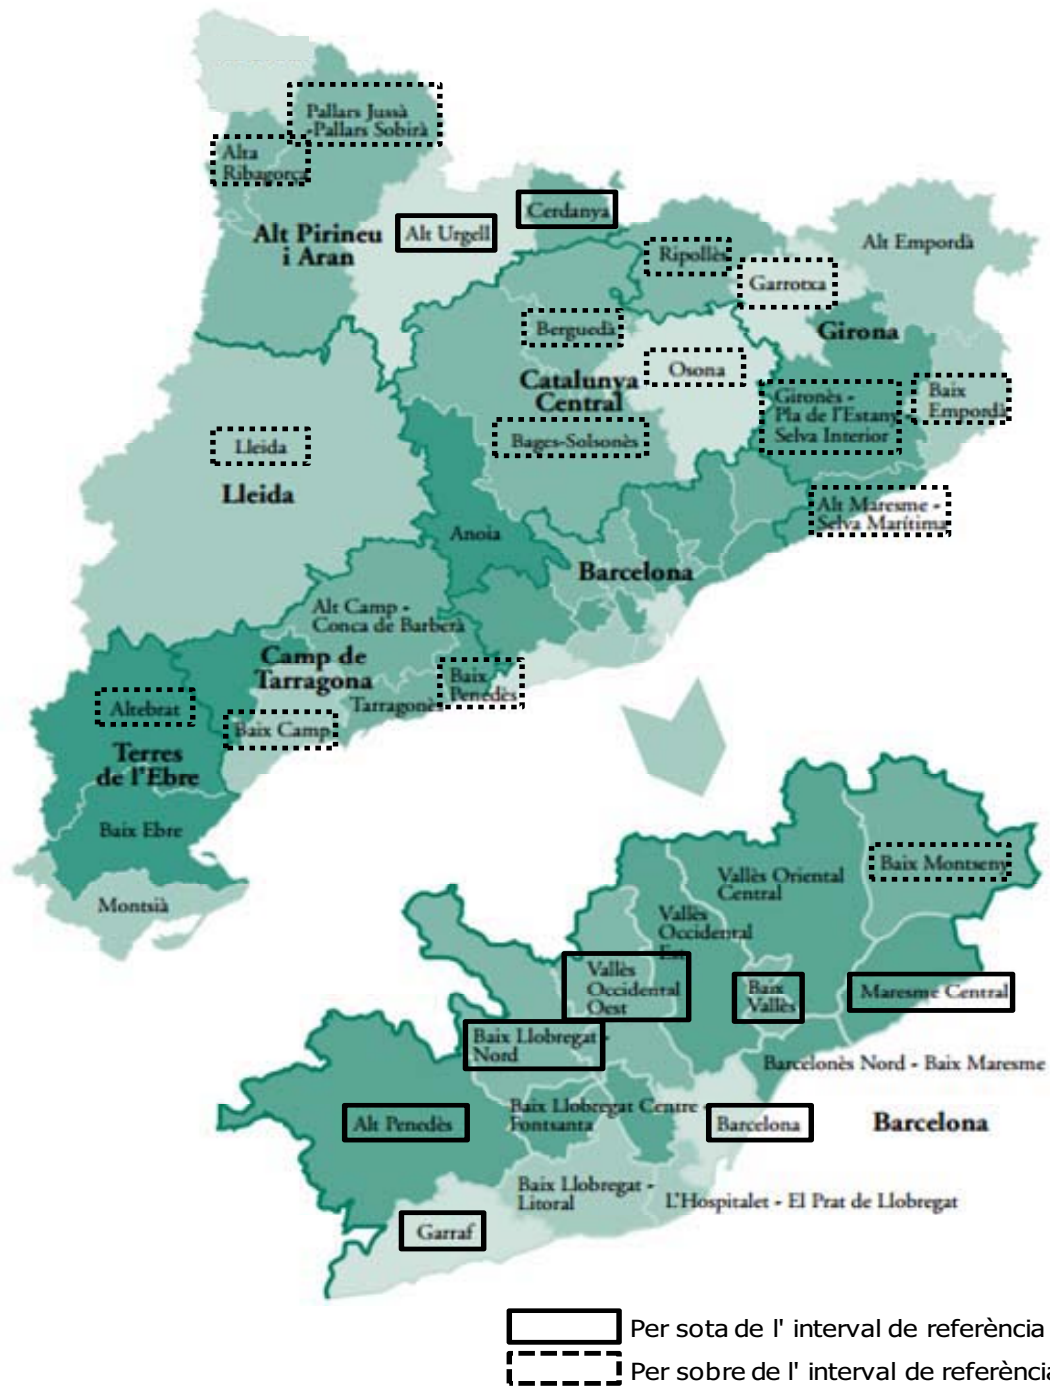 Pallars Jussà
-Pallars Sobirà
Alta
Ribagorça
Alt Pirineu
i Aran
Alt Urgell
Cerdanya
Ripollès
Garrotxa
Alt Empordà
Girona
Berguedà
Osona
Catalunya
Central
Gironès -
Pla de l'Estany -
Selva Interior
Baix
Empordà
Bages-Solsonès
Lleida
Lleida
Alt Maresme -
Selva Marítima
Anoia
Barcelona
Alt Camp -
Conca de Barberà
Camp de
Tarragona
Baix
Penedès
Tarragonès
Altebrat
Baix Camp
Terres
de l'Ebre
Baix Ebre
Montsià
Baix Montseny
Vallès Oriental
Central
Vallès
Occidental
Est
Vallès
Occidental
Oest
Baix
Vallès
Maresme Central
Baix Llobregat -
Nord
Barcelonès Nord - Baix Maresme
Alt Penedès
Baix Llobregat Centre -
Fontsanta
Barcelona
Barcelona
Baix Llobregat -
Litoral
L'Hospitalet - El Prat de Llobregat
Garraf
Per sota de l' interval de referència
Per sobre de l' interval de referència